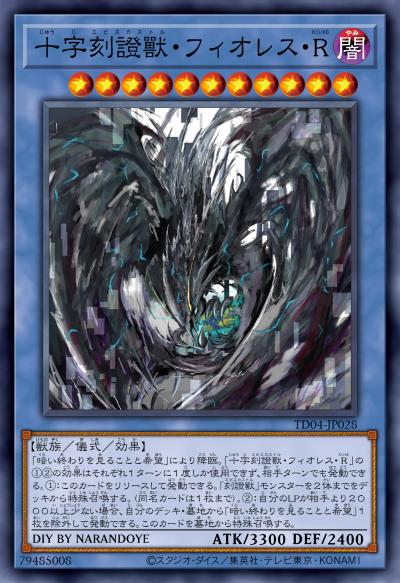 十字刻證獸・フィオレス・R
闇
TD04-JP028
【獣族／儀式／効果】
「暗い終わりを見ることと希望」により降臨。「十字刻證獸・フィオレス・R」の
①②の効果はそれぞれ1ターンに1度しか使用できず、相手ターンでも発動でき
る。①：このカードをリリースして発動できる。「刻證獸」モンスターを2体までデ
ッキから特殊召喚する。(同名カードは1枚まで)。②：自分のLPが相手より2０
００以上少ない場合、自分のデッキ・墓地から「暗い終わりを見ることと希望」1
枚を除外して発動できる。このカードを墓地から特殊召喚する。
DIY BY NARANDOYE
ATK/3300 DEF/2400
79485008
©スタジオ・ダイス／集英社・テレビ東京・KONAMI